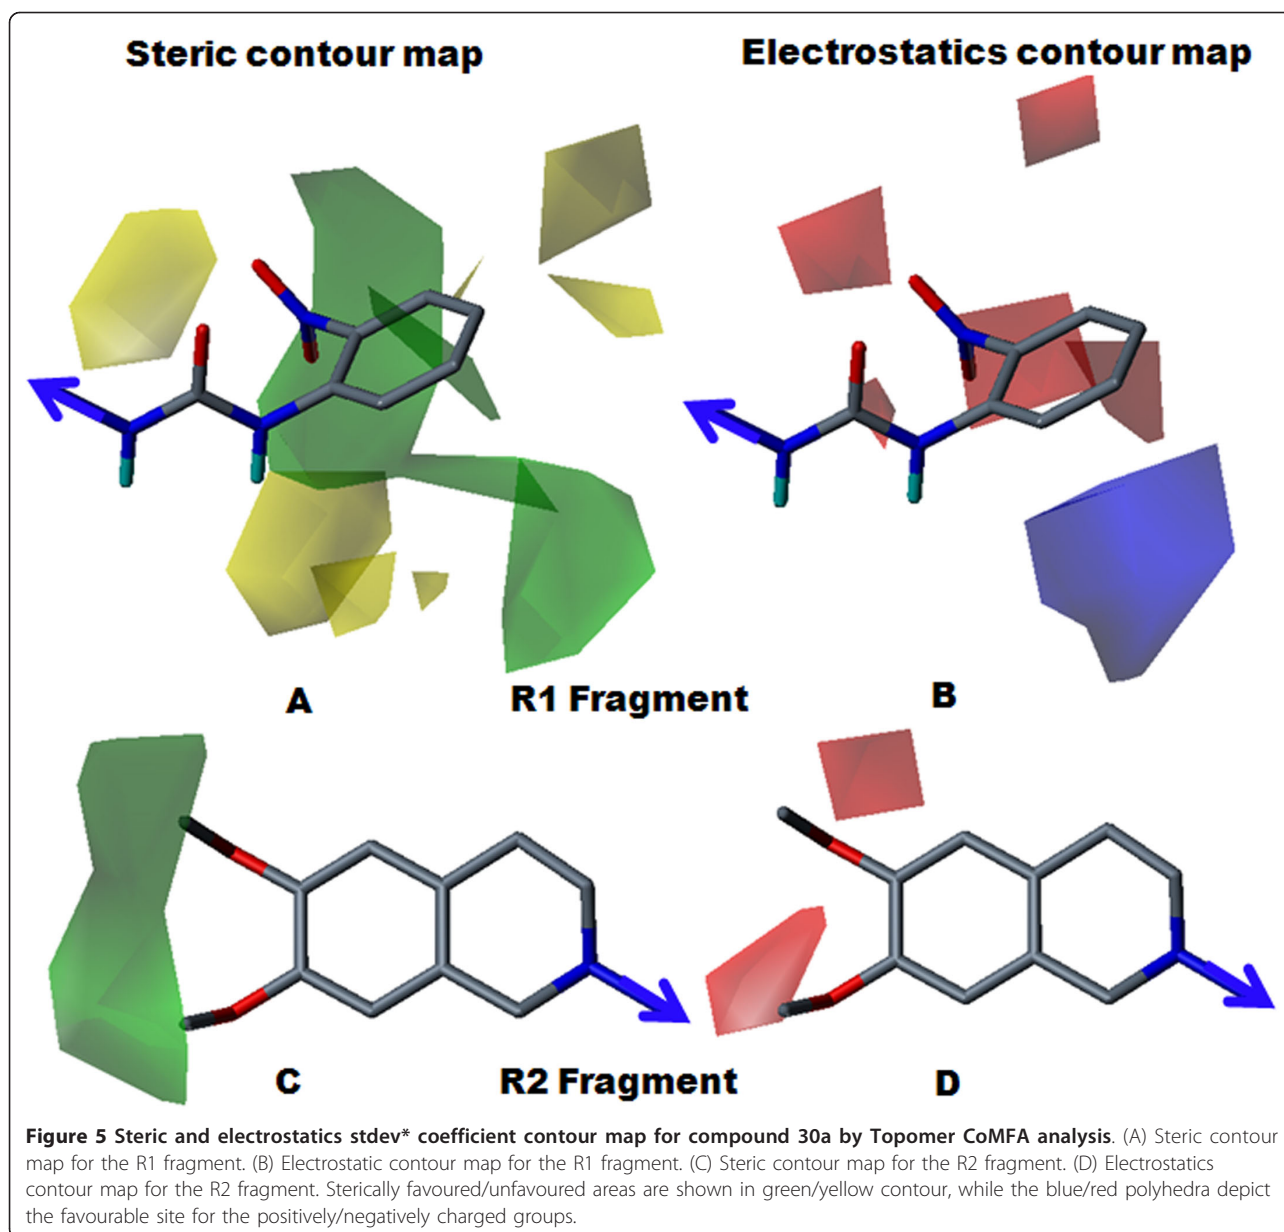 Steric contour map
Electrostatics contour map
A
R1 Fragment
B
C
R2 Fragment
D
Figure 5 Steric and electrostatics stdev* coefficient contour map for compound 30a by Topomer CoMFA analysis. (A) Steric contour
map for the R1 fragment. (B) Electrostatic contour map for the R1 fragment. (C) Steric contour map for the R2 fragment. (D) Electrostatics
contour map for the R2 fragment. Sterically favoured/unfavoured areas are shown in green/yellow contour, while the blue/red polyhedra depict
the favourable site for the positively/negatively charged groups.